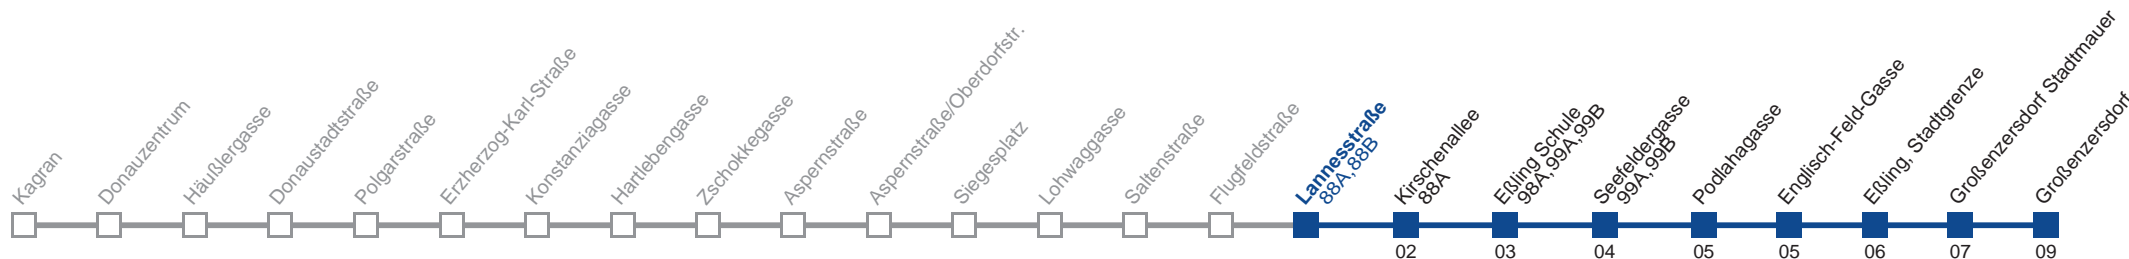 Kagran
Donauzentrum
Häußlergasse
Donaustadtstraße
Polgarstraße
Erzherzog-Karl-Straße
Konstanziagasse
Hartlebengasse
Zschokkegasse
Aspernstraße
Aspernstraße/Oberdorfstr.
Siegesplatz
Lohwaggasse
Saltenstraße
Flugfeldstraße
Lannesstraße
88A,88B
Kirschenallee
88A
Eßling Schule
98A,99A,99B
Seefeldergasse
99A,99B
Podlahagasse
Englisch-Feld-Gasse
Eßling, Stadtgrenze
Großenzersdorf Stadtmauer
Großenzersdorf
02
03
04
05
05
06
07
09